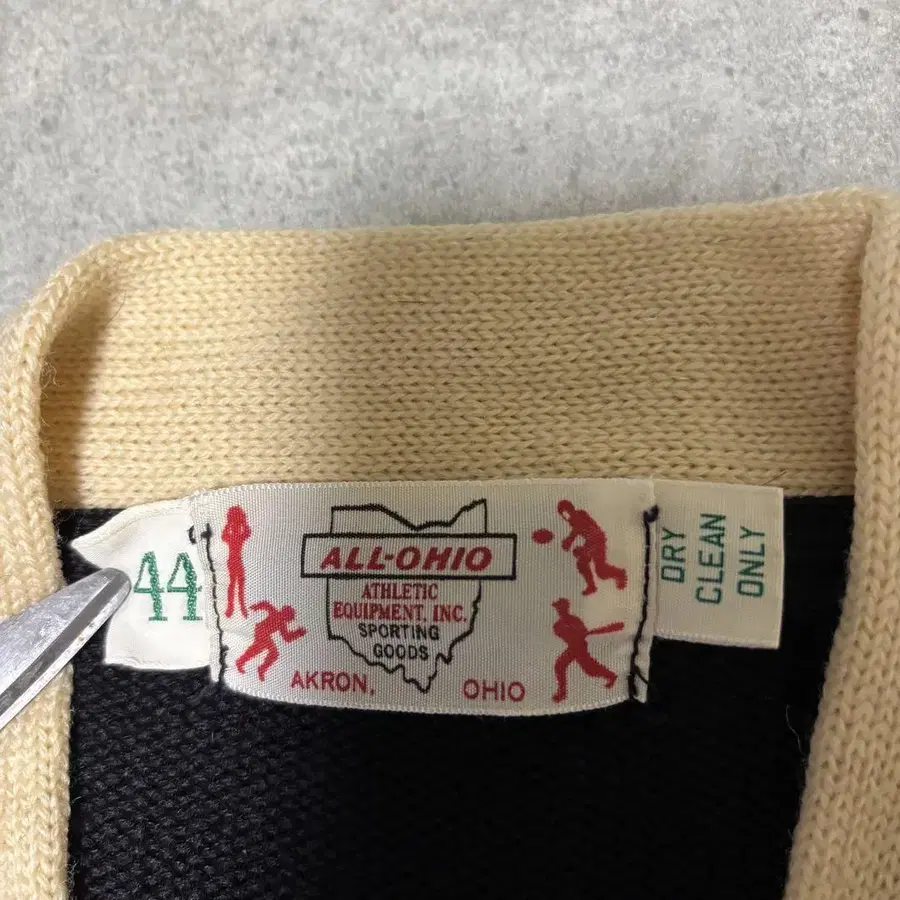 44
ALL-OHIO
ATHLETIC
EQUIPMENT, INC.
SPORTING
GOODS
AKRON, OHIO
DRY
CLEAN
ONLY